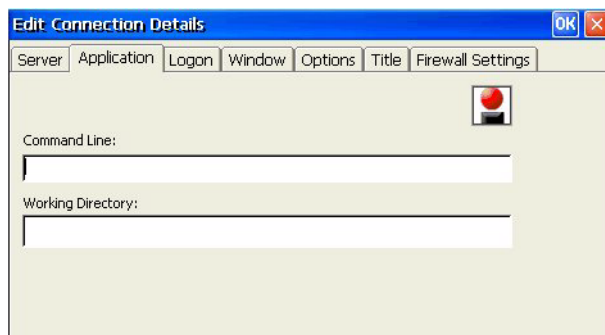 Edit Connection Details OK
Server Application Logon Window Options Title Firewall Settings
Command Line:
Working Directory: